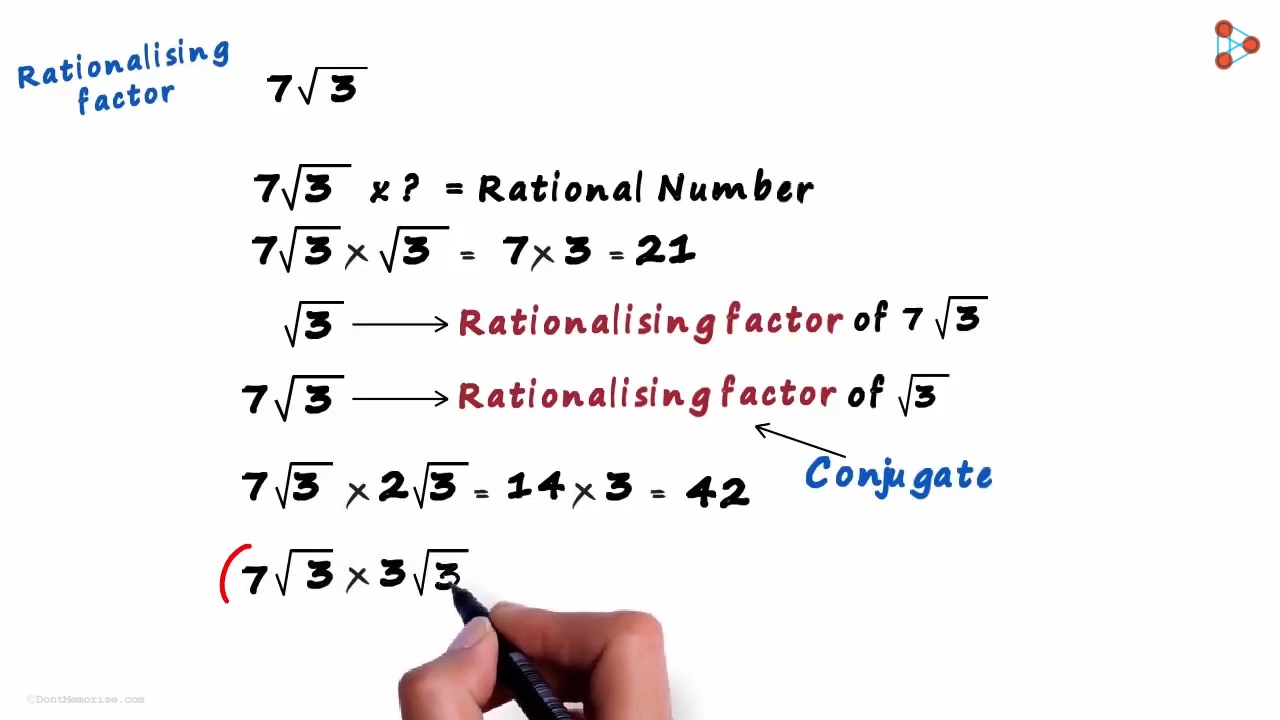 Rationalising
factor
7√3
7√3 x ? = Rational Number
7√3 × √3 = 7 × 3 = 21
√3 → Rationalising factor of 7√3
7√3 → Rationalising factor of √3
Conjugate
7√3 × 2√3 = 14 × 3 = 42
(7√3 × 3√3
©DontMemorise.com